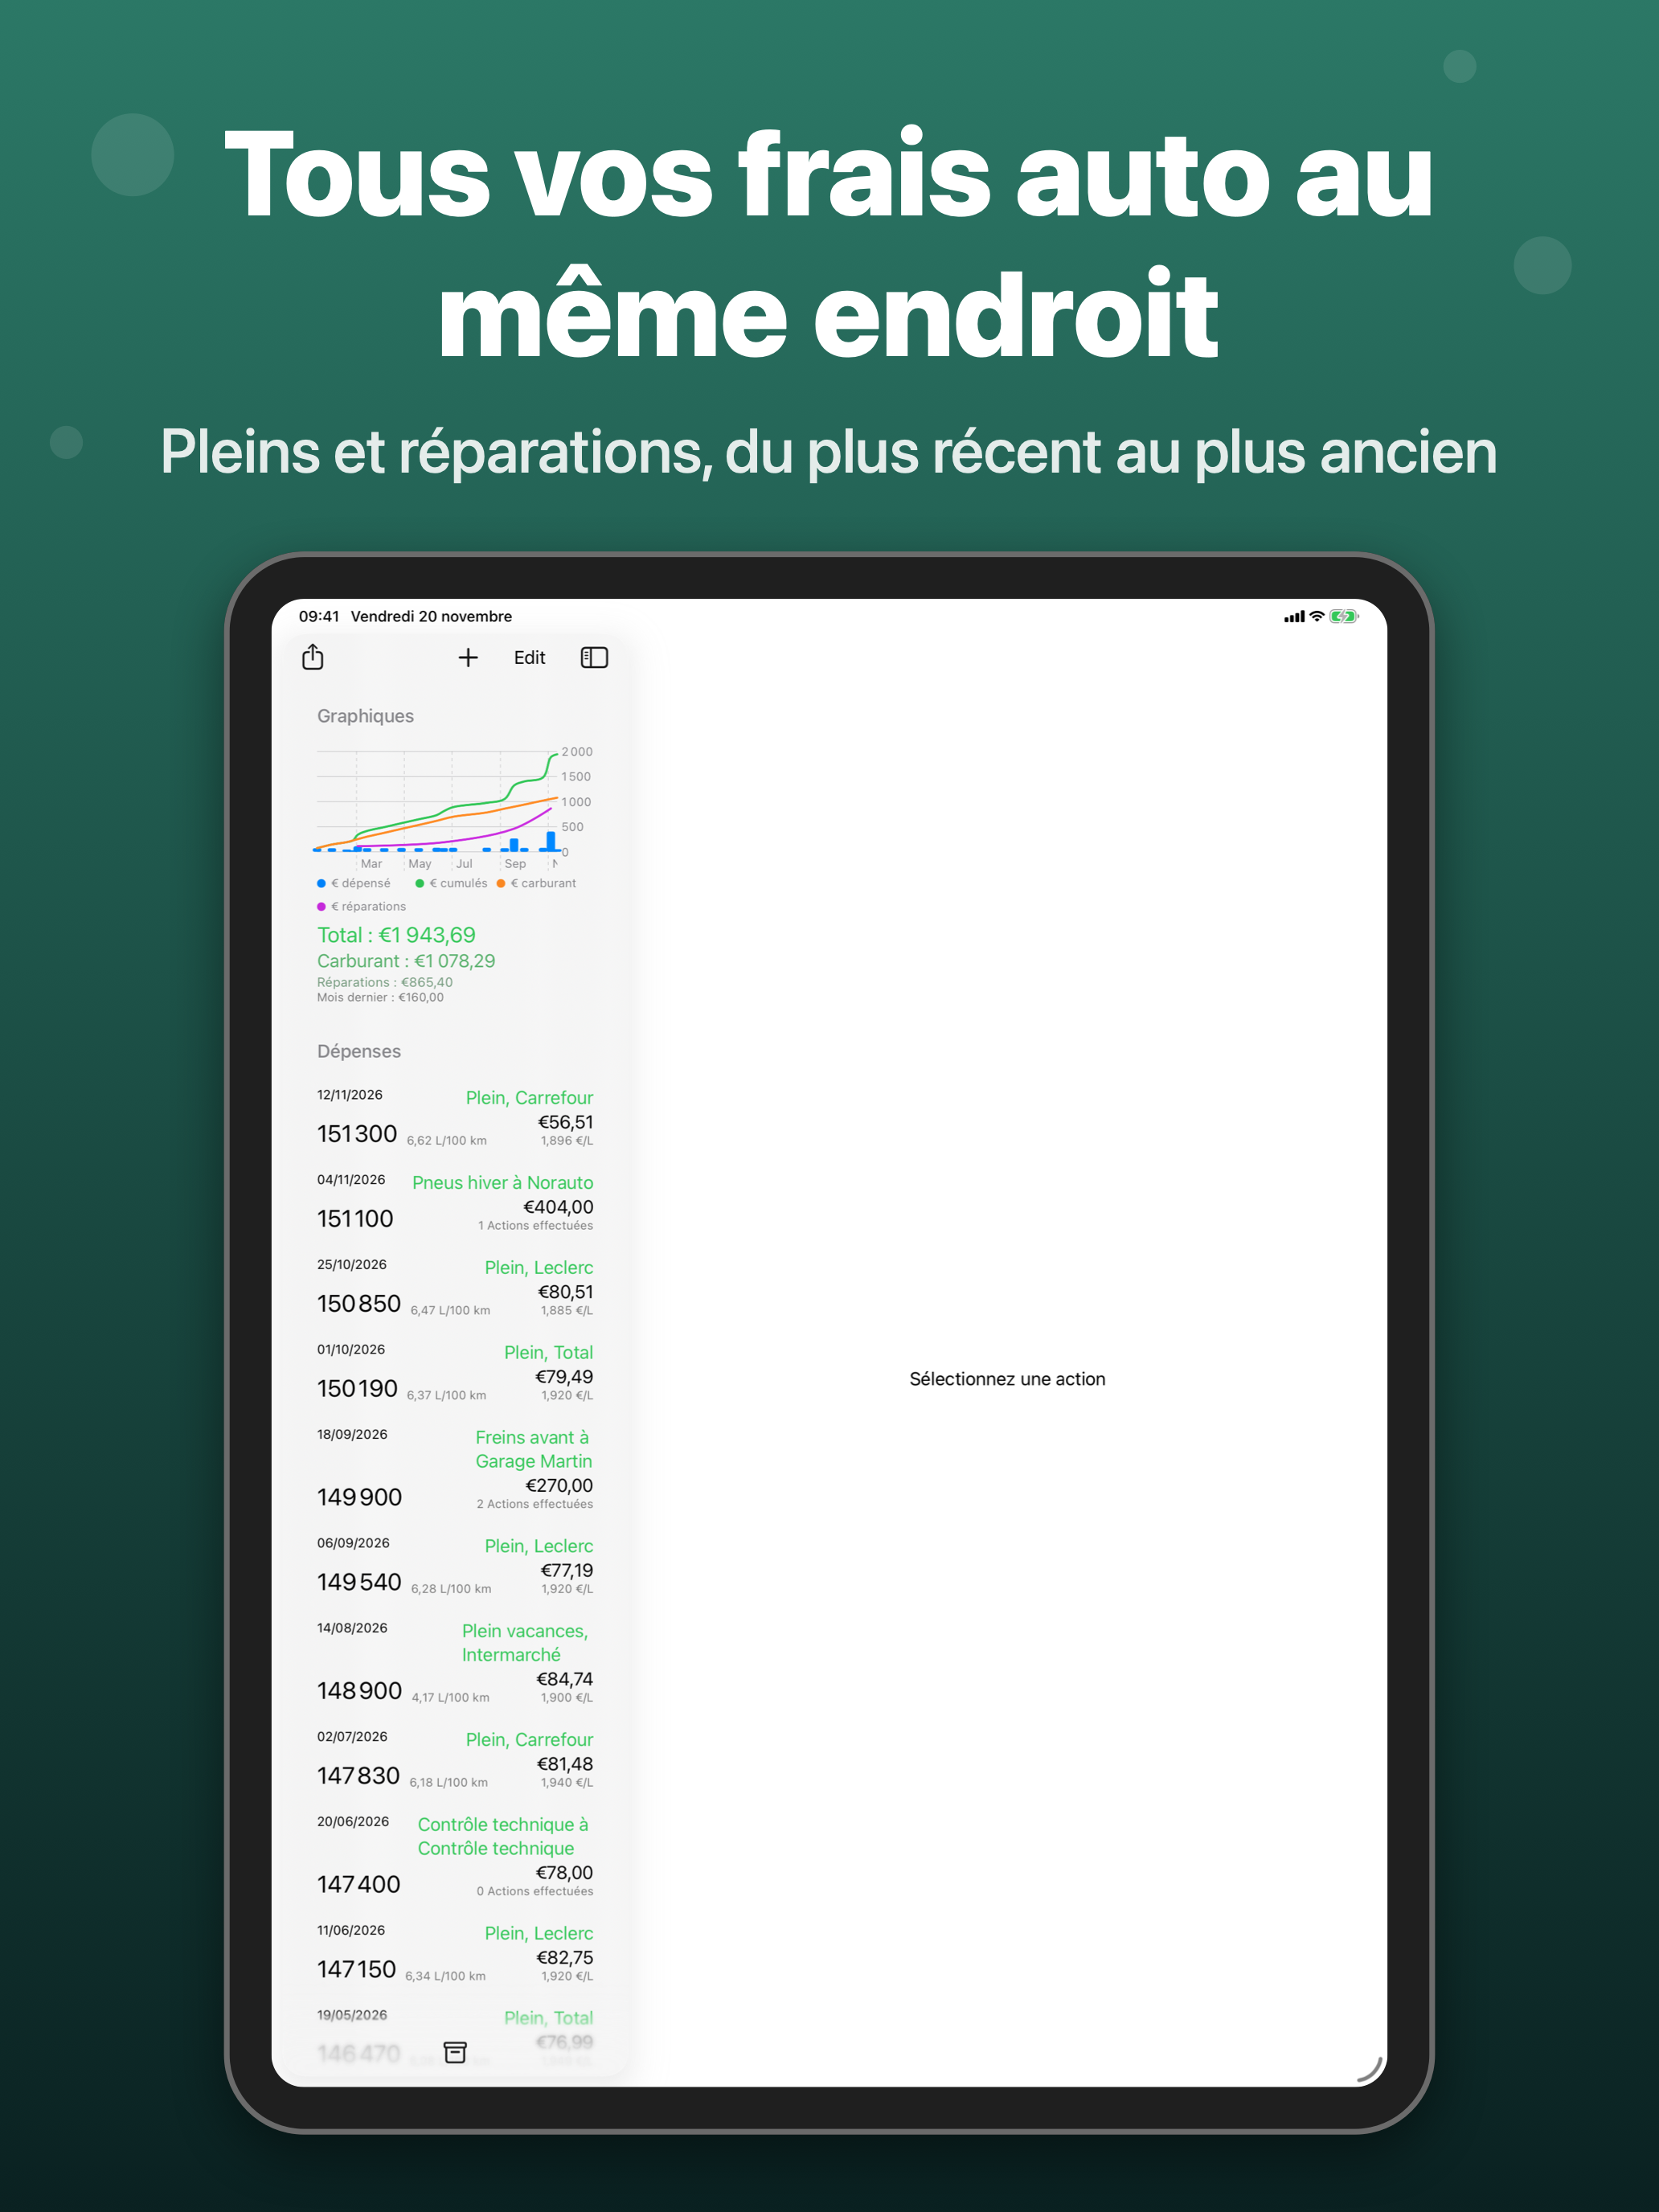 Tous vos frais auto au
même endroit
Pleins et réparations, du plus récent au plus ancien
09:41 Vendredi 20 novembre
Edit
Graphiques
2 000
1 500
1 000
500
0
Mar May Jul Sep
€ dépensé € cumulés € carburant
€ réparations
Total : €1 943,69
Carburant : €1 078,29
Réparations : €865,40
Mois dernier : €160,00
Dépenses
12/11/2026 Plein, Carrefour
€56,51
151 300 6,62 L/100 km 1,896 €/L
04/11/2026 Pneus hiver à Norauto
€404,00
151 100 1 Actions effectuées
25/10/2026 Plein, Leclerc
€80,51
150 850 6,47 L/100 km 1,885 €/L
01/10/2026 Plein, Total
€79,49
150 190 6,37 L/100 km 1,920 €/L
18/09/2026 Freins avant à
Garage Martin
€270,00
149 900 2 Actions effectuées
06/09/2026 Plein, Leclerc
€77,19
149 540 6,28 L/100 km 1,920 €/L
14/08/2026 Plein vacances,
Intermarché
€84,74
148 900 4,17 L/100 km 1,900 €/L
02/07/2026 Plein, Carrefour
€81,48
147 830 6,18 L/100 km 1,940 €/L
20/06/2026 Contrôle technique à
Contrôle technique
€78,00
147 400 0 Actions effectuées
11/06/2026 Plein, Leclerc
€82,75
147 150 6,34 L/100 km 1,920 €/L
19/05/2026 Plein, Total
€76,99
146 470
Sélectionnez une action